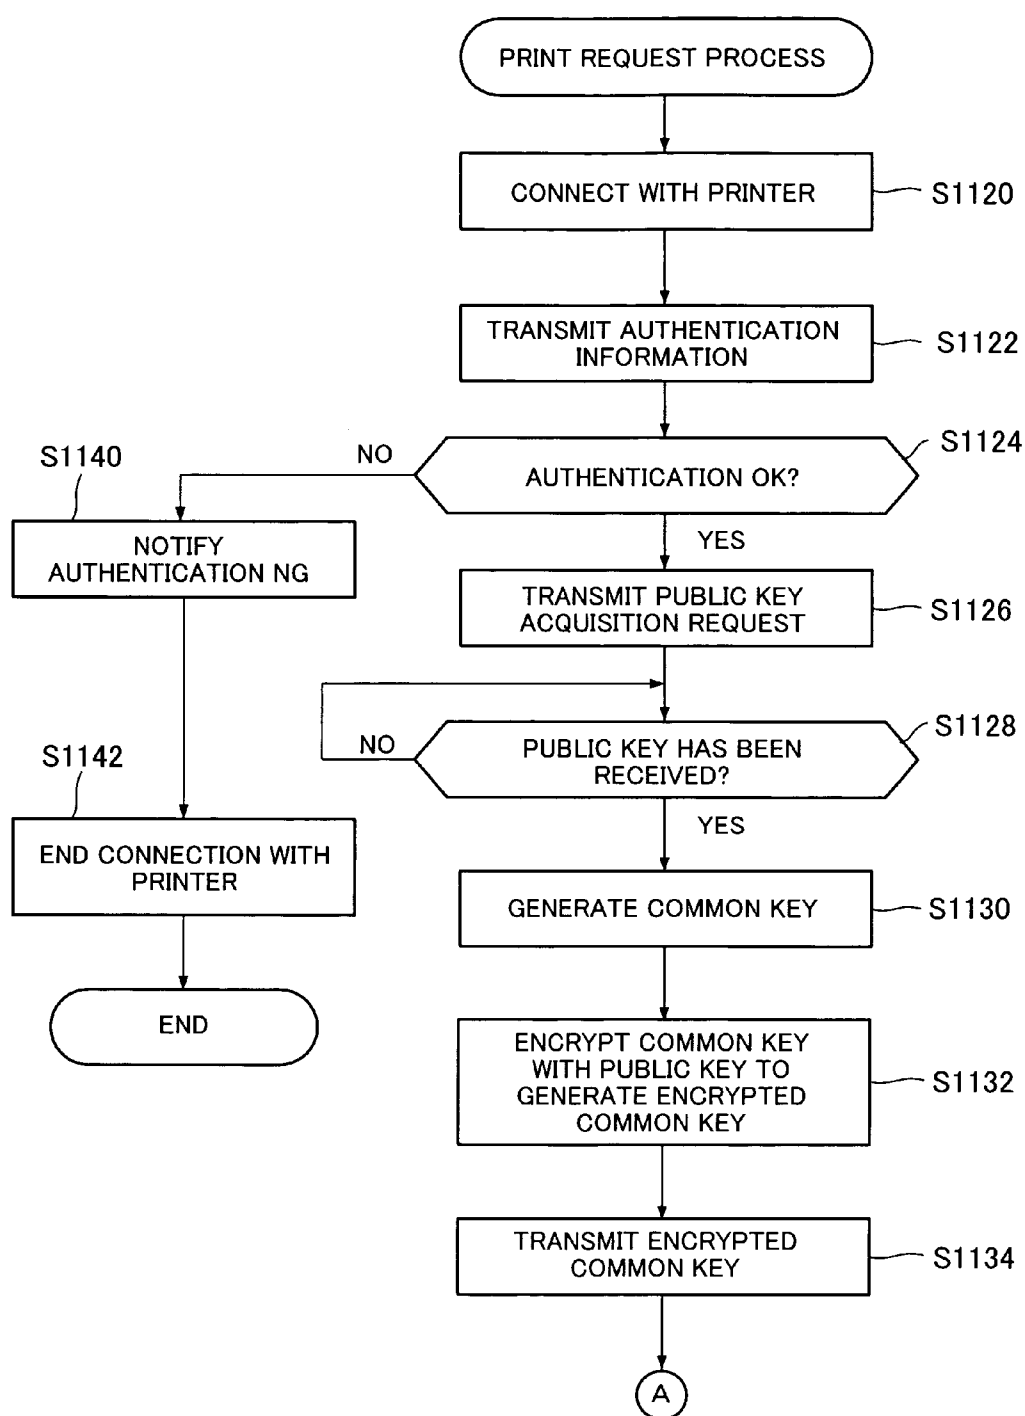 PRINT REQUEST PROCESS
CONNECT WITH PRINTER
S1120
TRANSMIT AUTHENTICATION
INFORMATION
S1122
AUTHENTICATION OK?
S1124
NO
YES
S1140
NOTIFY
AUTHENTICATION NG
TRANSMIT PUBLIC KEY
ACQUISITION REQUEST
S1126
PUBLIC KEY HAS BEEN
RECEIVED?
S1128
NO
YES
S1142
END CONNECTION WITH
PRINTER
END
GENERATE COMMON KEY
S1130
ENCRYPT COMMON KEY
WITH PUBLIC KEY TO
GENERATE ENCRYPTED
COMMON KEY
S1132
TRANSMIT ENCRYPTED
COMMON KEY
S1134
A